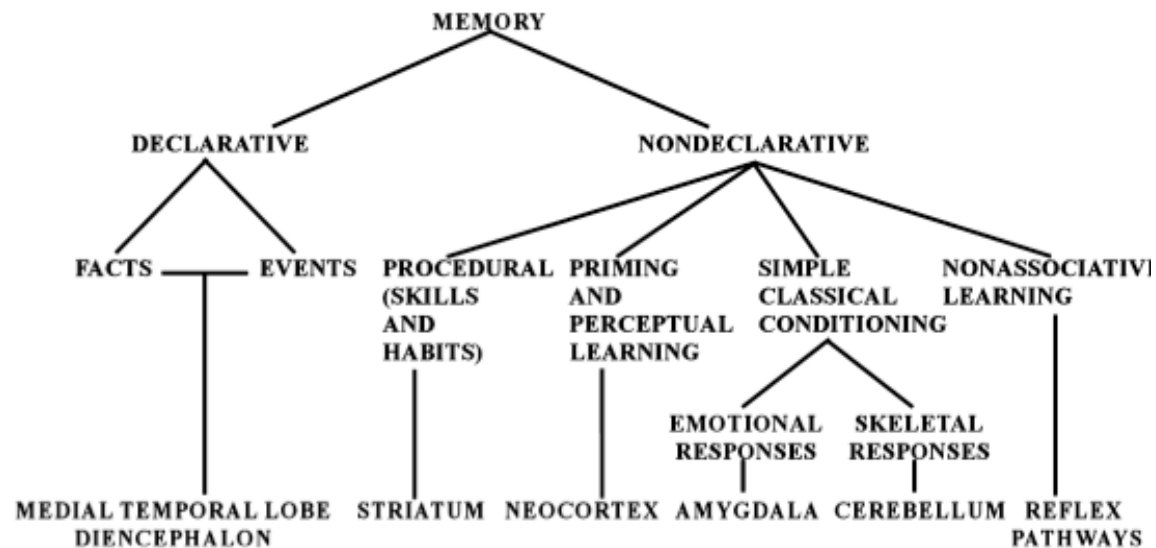 MEMORY
DECLARATIVE
NONDECLARATIVE
FACTS
EVENTS
PROCEDURAL
(SKILLS
AND
HABITS)
PRIMING
AND
PERCEPTUAL
LEARNING
SIMPLE
CLASSICAL
CONDITIONING
NONASSOCIATIVE
LEARNING
EMOTIONAL
RESPONSES
SKELETAL
RESPONSES
MEDIAL TEMPORAL LOBE
DIENCEPHALON
STRIATUM
NEOCORTEX
AMYGDALA
CEREBELLUM
REFLEX
PATHWAYS